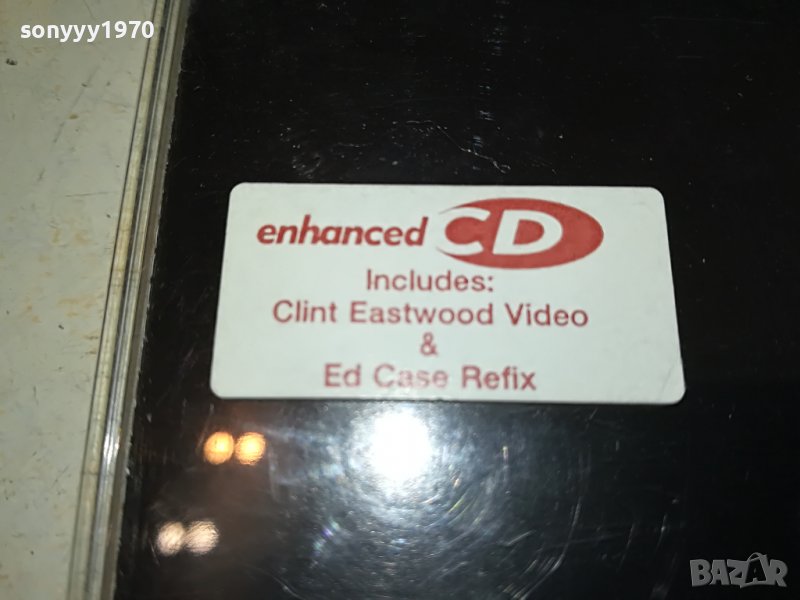 sonyyy1970
enhanced CD
Includes:
Clint Eastwood Video
&
Ed Case Refix
BAZAR